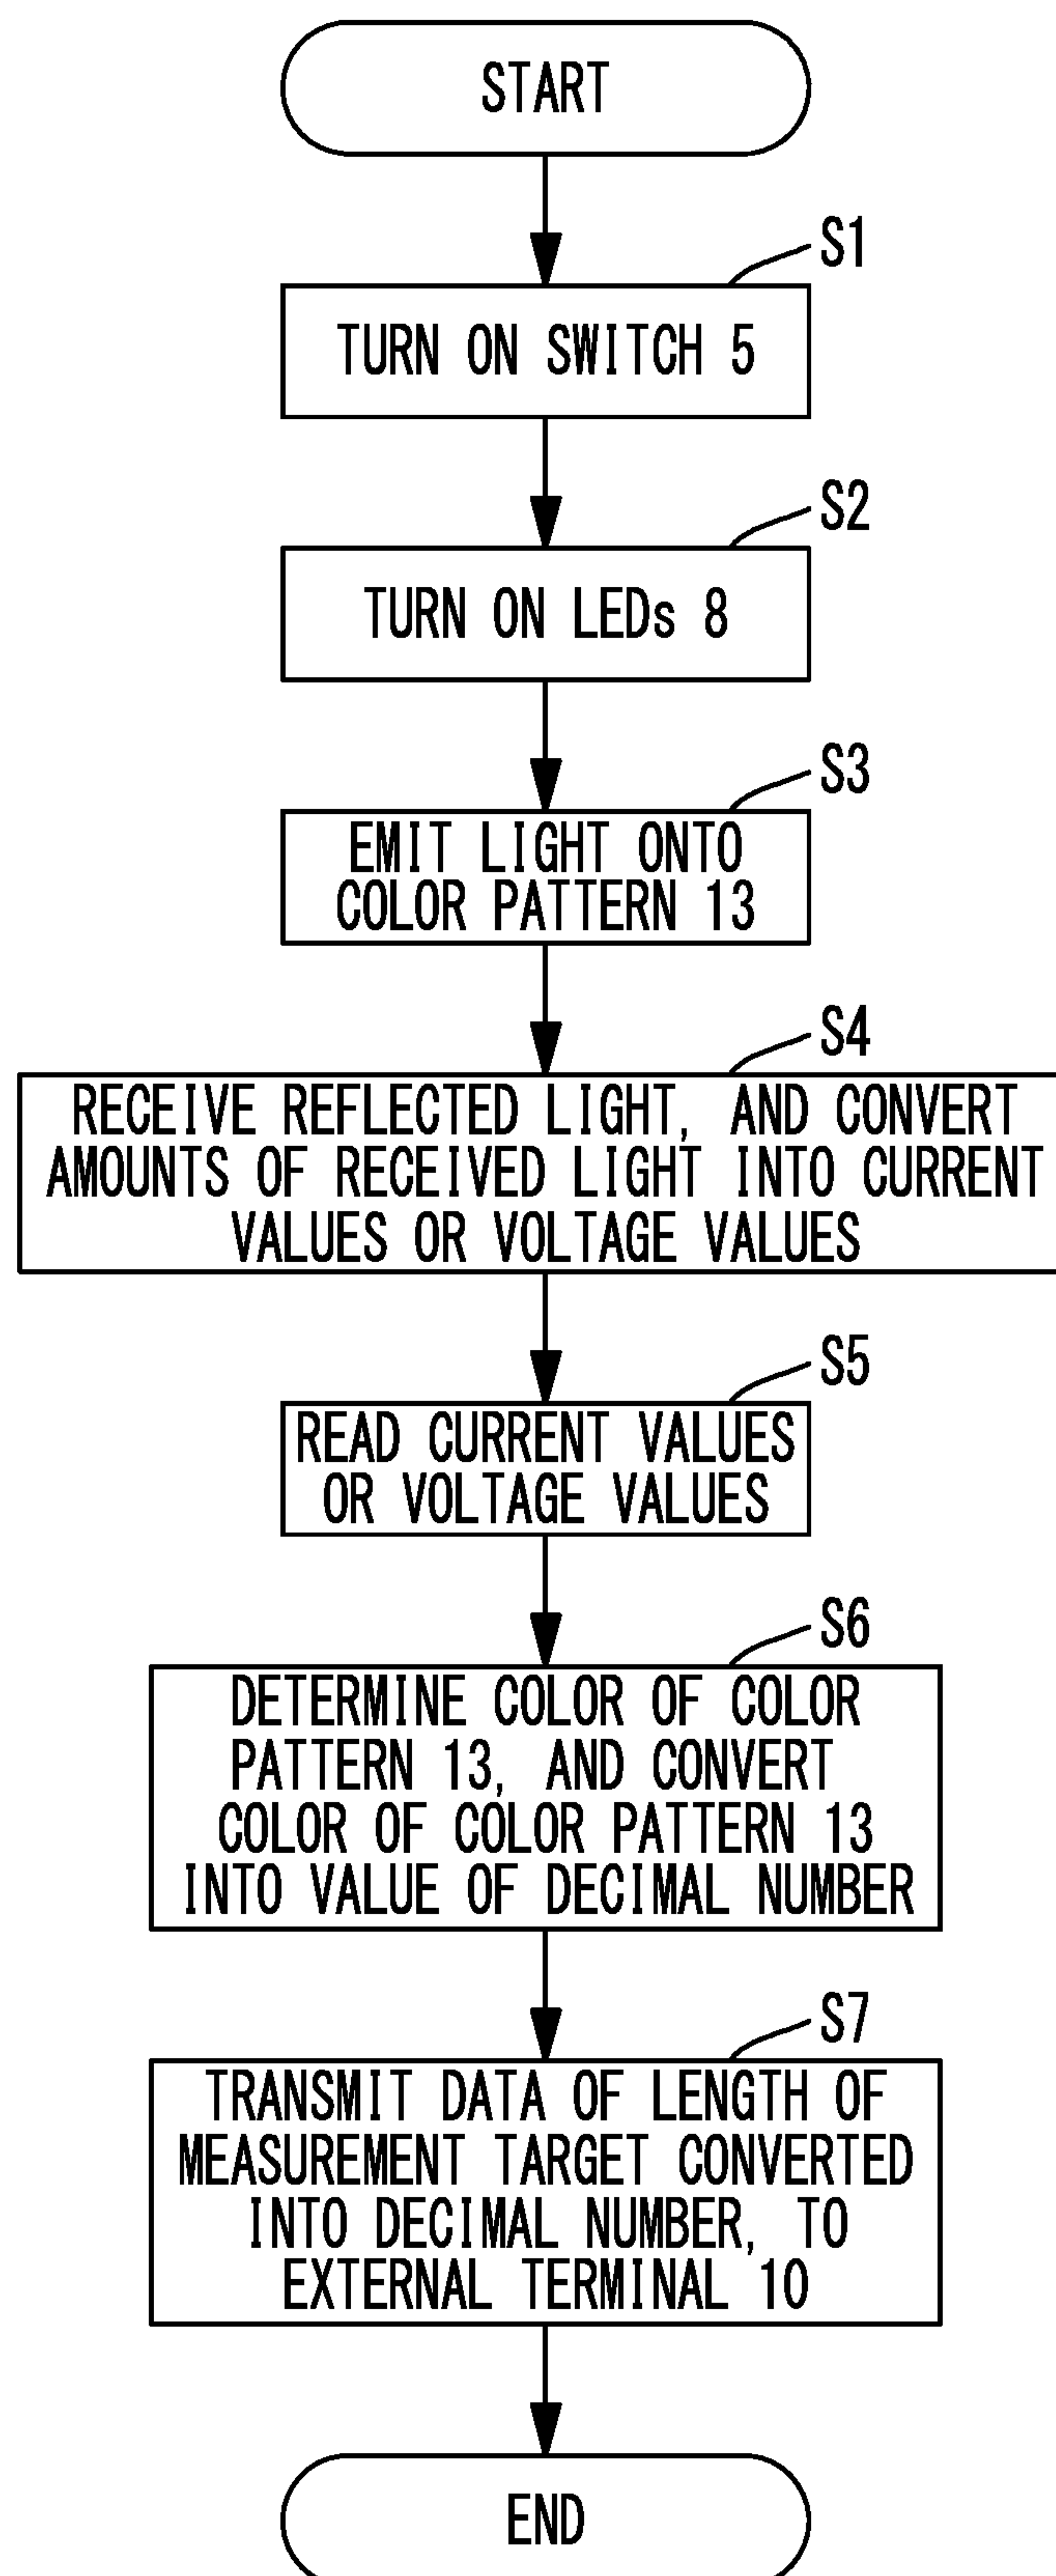 START
S1
TURN ON SWITCH 5
S2
TURN ON LEDs 8
S3
EMIT LIGHT ONTO
COLOR PATTERN 13
S4
RECEIVE REFLECTED LIGHT, AND CONVERT
AMOUNTS OF RECEIVED LIGHT INTO CURRENT
VALUES OR VOLTAGE VALUES
S5
READ CURRENT VALUES
OR VOLTAGE VALUES
S6
DETERMINE COLOR OF COLOR
PATTERN 13, AND CONVERT
COLOR OF COLOR PATTERN 13
INTO VALUE OF DECIMAL NUMBER
S7
TRANSMIT DATA OF LENGTH OF
MEASUREMENT TARGET CONVERTED
INTO DECIMAL NUMBER, TO
EXTERNAL TERMINAL 10
END